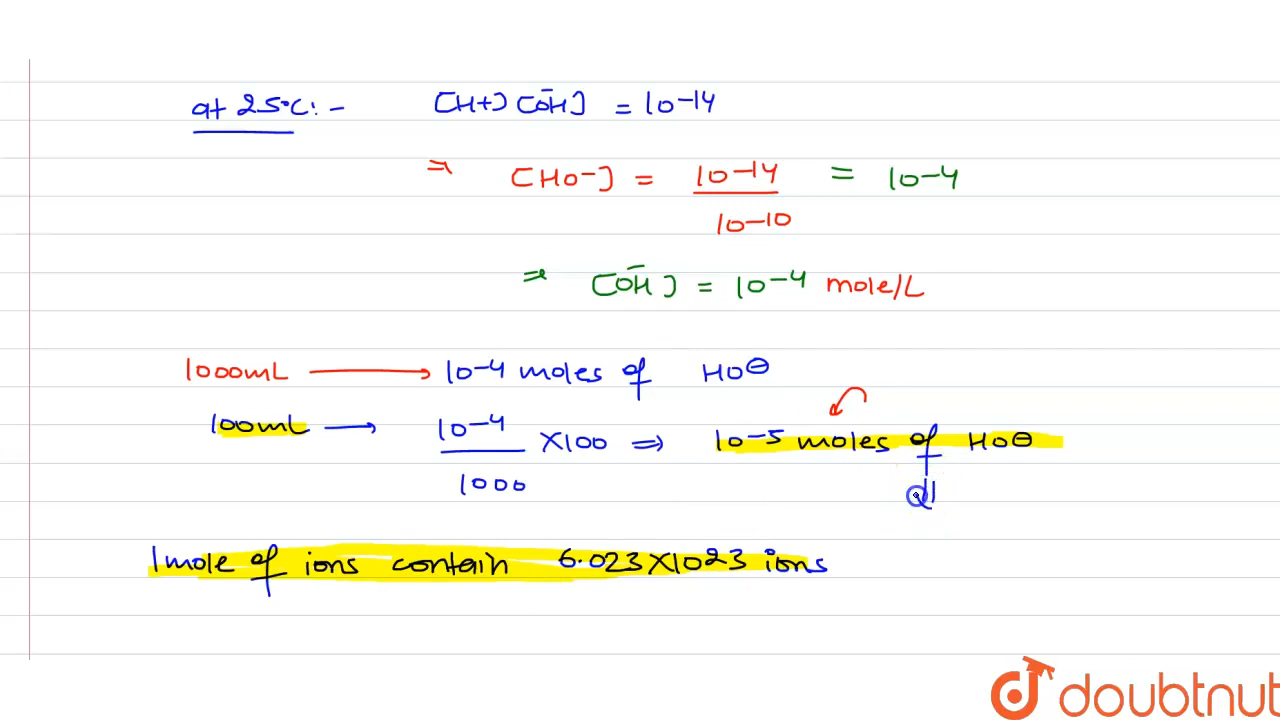 at 25°C:- [H+] [OH̄] = 10-14
⇒ [HO-] = 10-14 / 10-10 = 10-4
⇒ [OH̄] = 10-4 mole/L
1000mL ⟶ 10-4 moles of HO⊖
100mL ⟶ 10-4 / 1000 X100 ⇒ 10-5 moles of HO⊖
1 mole of ions contain 6.023X1023 ions
doubtnut